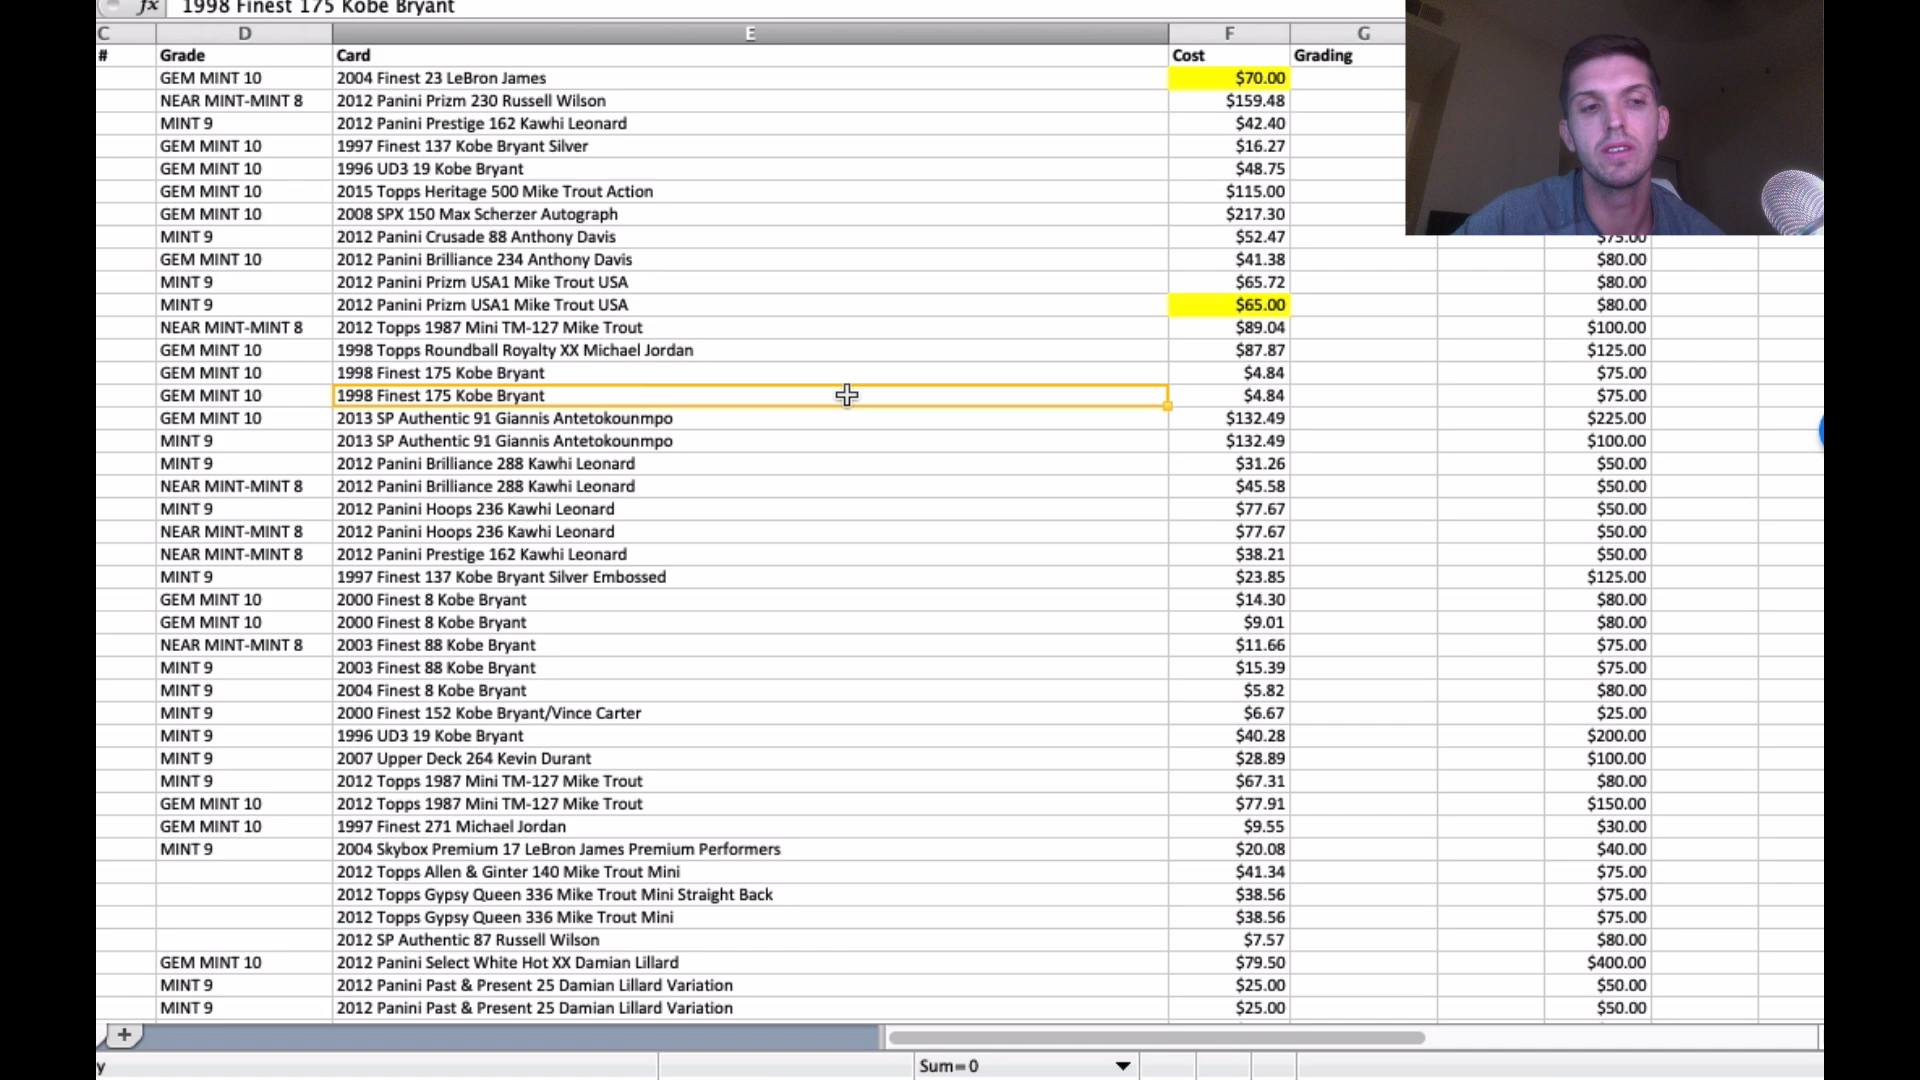 fx 1998 Finest 175 Kobe Bryant
C D E F G
# Grade Card Cost Grading
GEM MINT 10 2004 Finest 23 LeBron James $70.00
NEAR MINT-MINT 8 2012 Panini Prizm 230 Russell Wilson $159.48
MINT 9 2012 Panini Prestige 162 Kawhi Leonard $42.40
GEM MINT 10 1997 Finest 137 Kobe Bryant Silver $16.27
GEM MINT 10 1996 UD3 19 Kobe Bryant $48.75
GEM MINT 10 2015 Topps Heritage 500 Mike Trout Action $115.00
GEM MINT 10 2008 SPX 150 Max Scherzer Autograph $217.30
MINT 9 2012 Panini Crusade 88 Anthony Davis $52.47 $75.00
GEM MINT 10 2012 Panini Brilliance 234 Anthony Davis $41.38 $80.00
MINT 9 2012 Panini Prizm USA1 Mike Trout USA $65.72 $80.00
MINT 9 2012 Panini Prizm USA1 Mike Trout USA $65.00 $80.00
NEAR MINT-MINT 8 2012 Topps 1987 Mini TM-127 Mike Trout $89.04 $100.00
GEM MINT 10 1998 Topps Roundball Royalty XX Michael Jordan $87.87 $125.00
GEM MINT 10 1998 Finest 175 Kobe Bryant $4.84 $75.00
GEM MINT 10 1998 Finest 175 Kobe Bryant $4.84 $75.00
GEM MINT 10 2013 SP Authentic 91 Giannis Antetokounmpo $132.49 $225.00
MINT 9 2013 SP Authentic 91 Giannis Antetokounmpo $132.49 $100.00
MINT 9 2012 Panini Brilliance 288 Kawhi Leonard $31.26 $50.00
NEAR MINT-MINT 8 2012 Panini Brilliance 288 Kawhi Leonard $45.58 $50.00
MINT 9 2012 Panini Hoops 236 Kawhi Leonard $77.67 $50.00
NEAR MINT-MINT 8 2012 Panini Hoops 236 Kawhi Leonard $77.67 $50.00
NEAR MINT-MINT 8 2012 Panini Prestige 162 Kawhi Leonard $38.21 $50.00
MINT 9 1997 Finest 137 Kobe Bryant Silver Embossed $23.85 $125.00
GEM MINT 10 2000 Finest 8 Kobe Bryant $14.30 $80.00
GEM MINT 10 2000 Finest 8 Kobe Bryant $9.01 $80.00
NEAR MINT-MINT 8 2003 Finest 88 Kobe Bryant $11.66 $75.00
MINT 9 2003 Finest 88 Kobe Bryant $15.39 $75.00
MINT 9 2004 Finest 8 Kobe Bryant $5.82 $80.00
MINT 9 2000 Finest 152 Kobe Bryant/Vince Carter $6.67 $25.00
MINT 9 1996 UD3 19 Kobe Bryant $40.28 $200.00
MINT 9 2007 Upper Deck 264 Kevin Durant $28.89 $100.00
MINT 9 2012 Topps 1987 Mini TM-127 Mike Trout $67.31 $80.00
GEM MINT 10 2012 Topps 1987 Mini TM-127 Mike Trout $77.91 $150.00
GEM MINT 10 1997 Finest 271 Michael Jordan $9.55 $30.00
MINT 9 2004 Skybox Premium 17 LeBron James Premium Performers $20.08 $40.00
2012 Topps Allen & Ginter 140 Mike Trout Mini $41.34 $75.00
2012 Topps Gypsy Queen 336 Mike Trout Mini Straight Back $38.56 $75.00
2012 Topps Gypsy Queen 336 Mike Trout Mini $38.56 $75.00
2012 SP Authentic 87 Russell Wilson $7.57 $80.00
GEM MINT 10 2012 Panini Select White Hot XX Damian Lillard $79.50 $400.00
MINT 9 2012 Panini Past & Present 25 Damian Lillard Variation $25.00 $50.00
MINT 9 2012 Panini Past & Present 25 Damian Lillard Variation $25.00 $50.00
y Sum=0